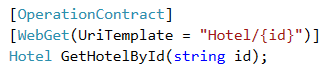 [OperationContract]
[WebGet(UriTemplate = "Hotel/{id}")]
Hotel GetHotelById(string id);